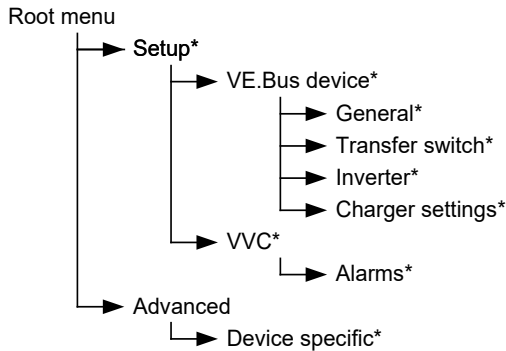 Root menu
Setup*
VE.Bus device*
General*
Transfer switch*
Inverter*
Charger settings*
VVC*
Alarms*
Advanced
Device specific*